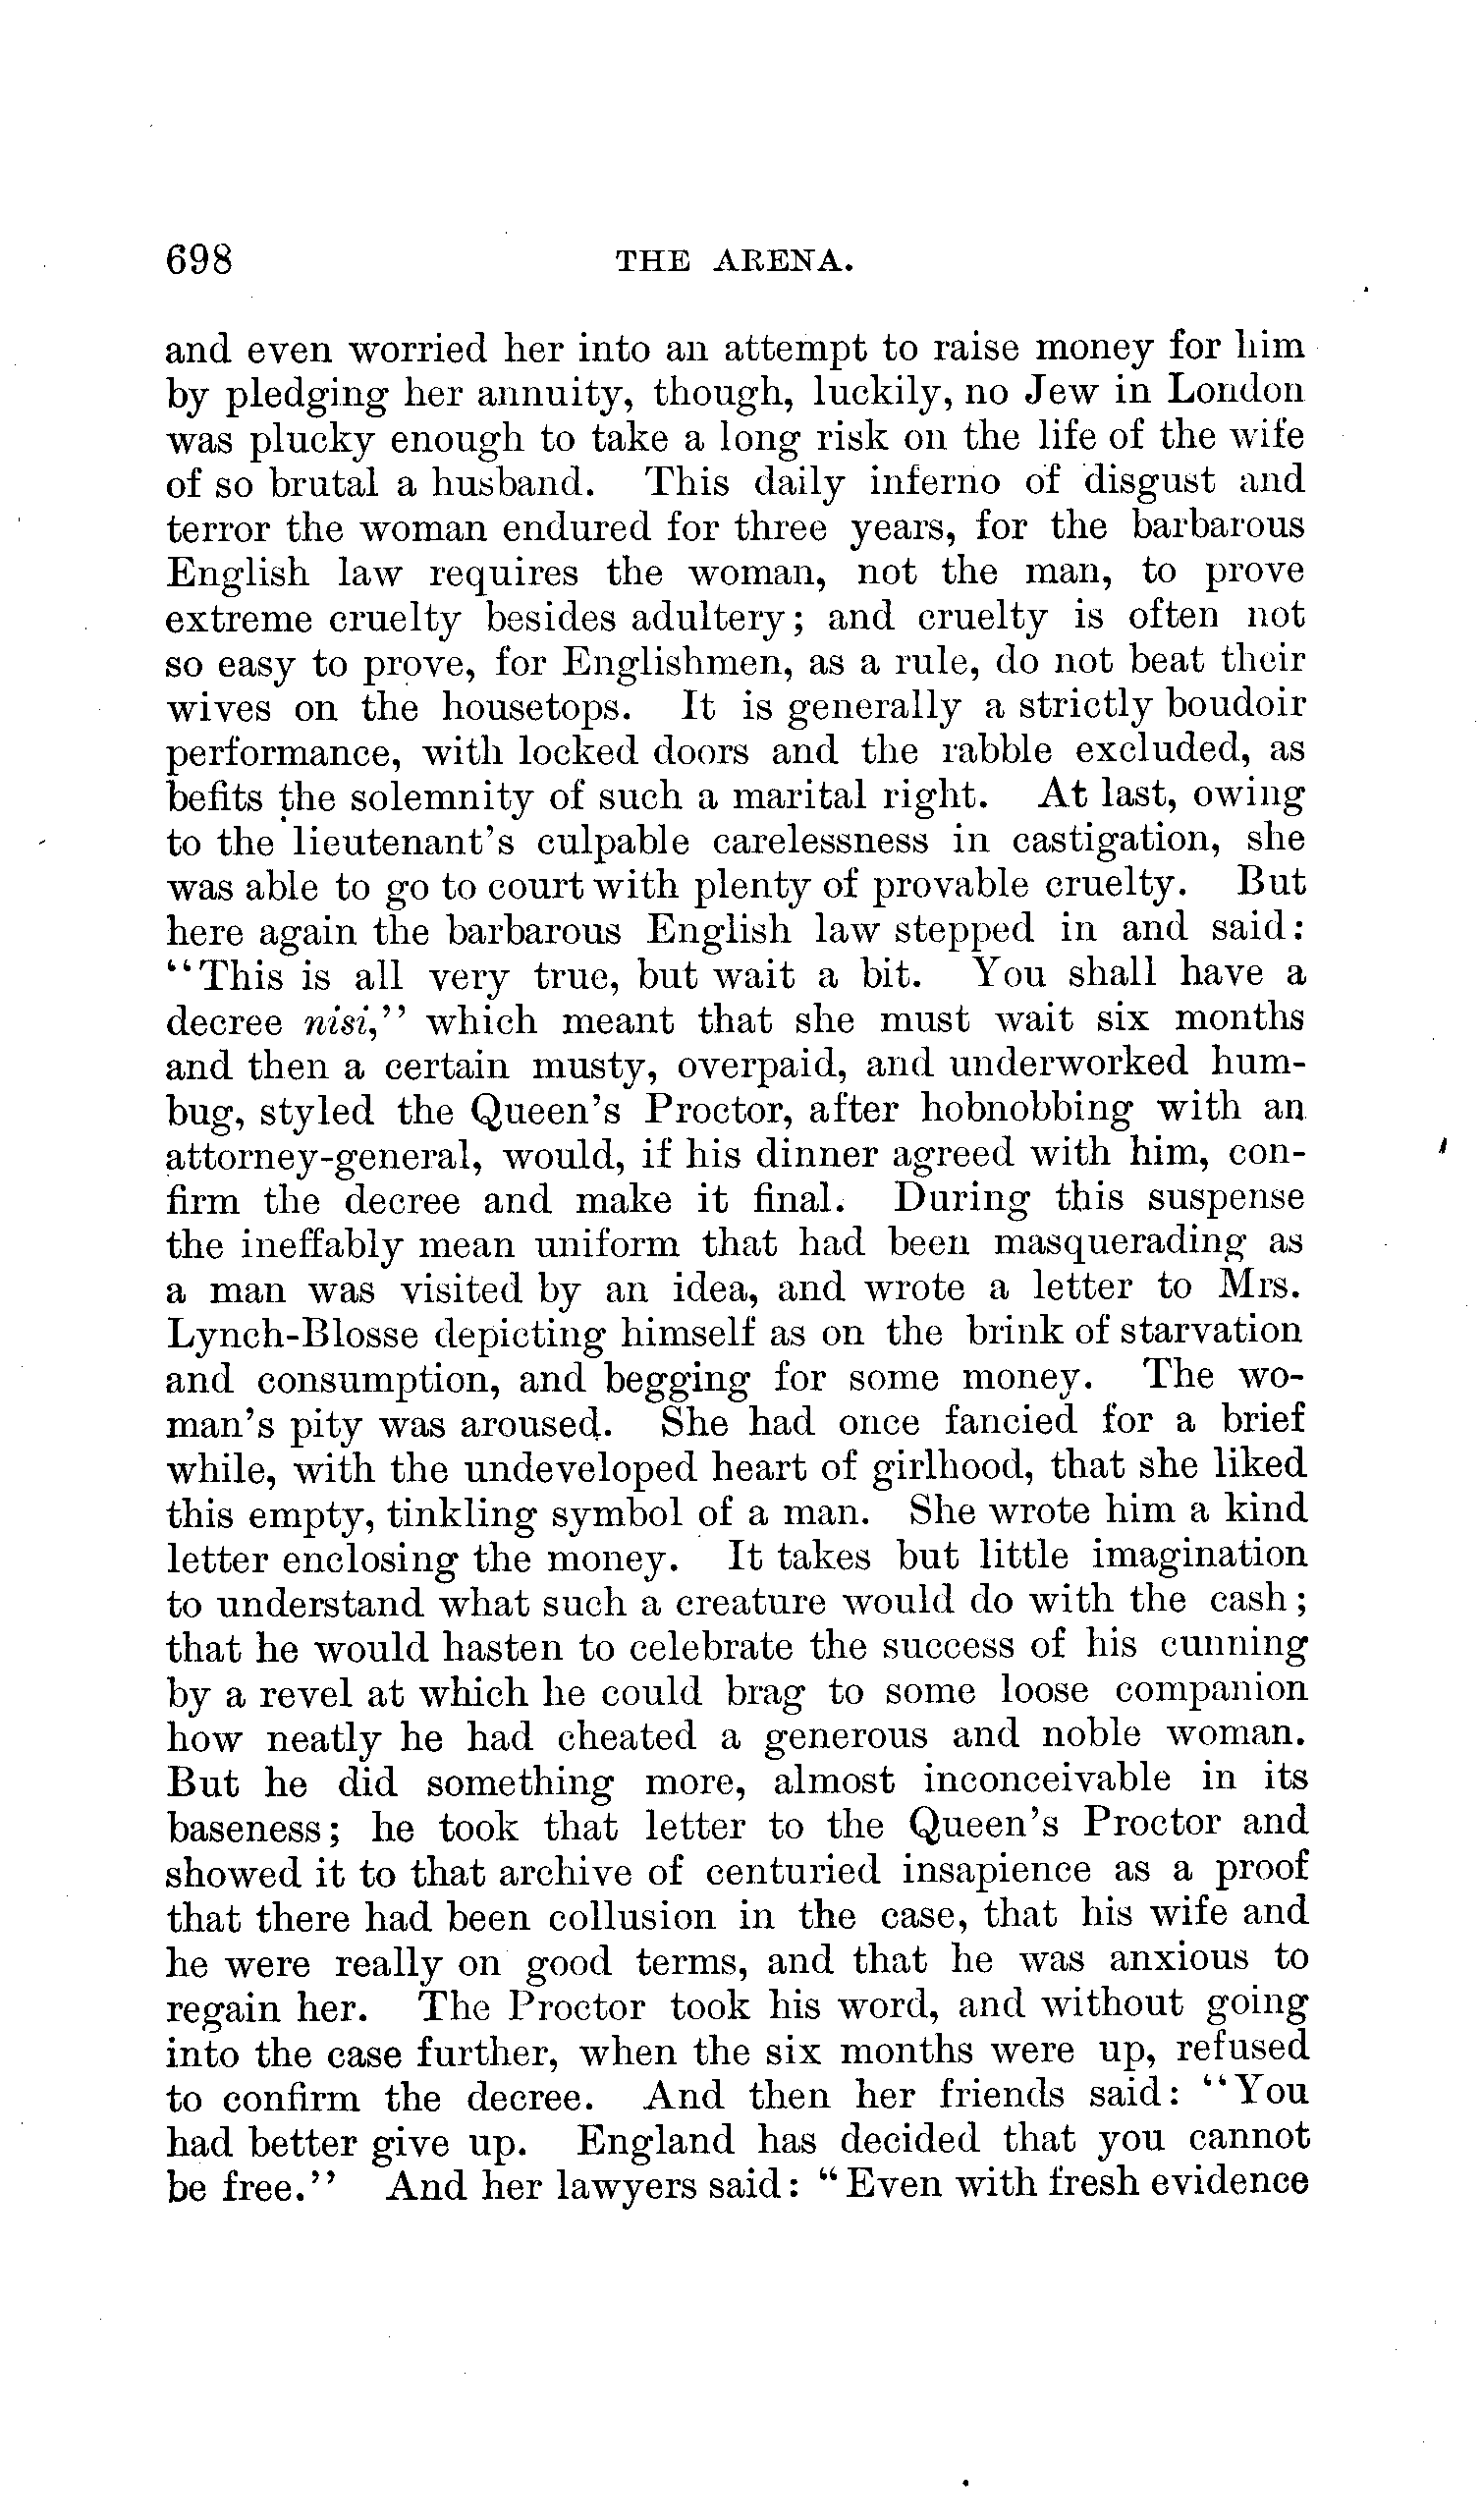 698 THE ARENA.
and even worried her into an attempt to raise money for him
by pledging her annuity, though, luckily, no Jew in London
was plucky enough to take a long risk on the life of the wife
of so brutal a husband. This daily inferno of disgust and
terror the woman endured for three years, for the barbarous
English law requires the woman, not the man, to prove
extreme cruelty besides adultery; and cruelty is often not
so easy to prove, for Englishmen, as a rule, do not beat their
wives on the housetops. It is generally a strictly boudoir
performance, with locked doors and the rabble excluded, as
befits the solemnity of such a marital right. At last, owing
to the lieutenant's culpable carelessness in castigation, she
was able to go to court with plenty of provable cruelty. But
here again the barbarous English law stepped in and said:
"This is all very true, but wait a bit. You shall have a
decree nisi," which meant that she must wait six months
and then a certain musty, overpaid, and underworked hum-
bug, styled the Queen's Proctor, after hobnobbing with an
attorney-general, would, if his dinner agreed with him, con-
firm the decree and make it final. During this suspense
the ineffably mean uniform that had been masquerading as
a man was visited by an idea, and wrote a letter to Mrs.
Lynch-Blosse depicting himself as on the brink of starvation
and consumption, and begging for some money. The wo-
man's pity was aroused. She had once fancied for a brief
while, with the undeveloped heart of girlhood, that she liked
this empty, tinkling symbol of a man. She wrote him a kind
letter enclosing the money. It takes but little imagination
to understand what such a creature would do with the cash;
that he would hasten to celebrate the success of his cunning
by a revel at which he could brag to some loose companion
how neatly he had cheated a generous and noble woman.
But he did something more, almost inconceivable in its
baseness; he took that letter to the Queen's Proctor and
showed it to that archive of centuried insapience as a proof
that there had been collusion in the case, that his wife and
he were really on good terms, and that he was anxious to
regain her. The Proctor took his word, and without going
into the case further, when the six months were up, refused
to confirm the decree. And then her friends said: "You
had better give up. England has decided that you cannot
be free." And her lawyers said: "Even with fresh evidence